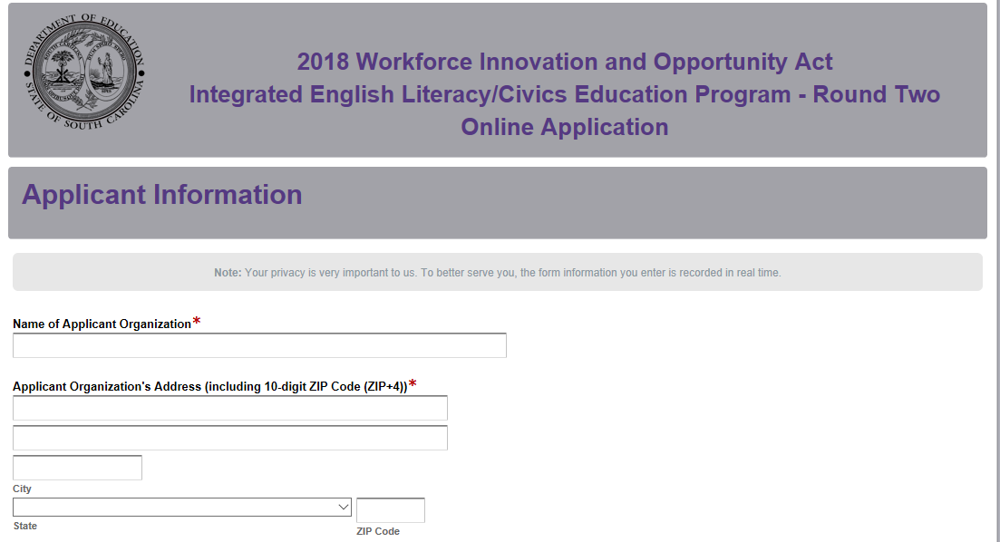 DEPARTMENT OF EDUCATION
STATE OF SOUTH CAROLINA
2018 Workforce Innovation and Opportunity Act
Integrated English Literacy/Civics Education Program - Round Two
Online Application
Applicant Information
Note: Your privacy is very important to us. To better serve you, the form information you enter is recorded in real time.
Name of Applicant Organization*
Applicant Organization's Address (including 10-digit ZIP Code (ZIP+4))*
City
State
ZIP Code